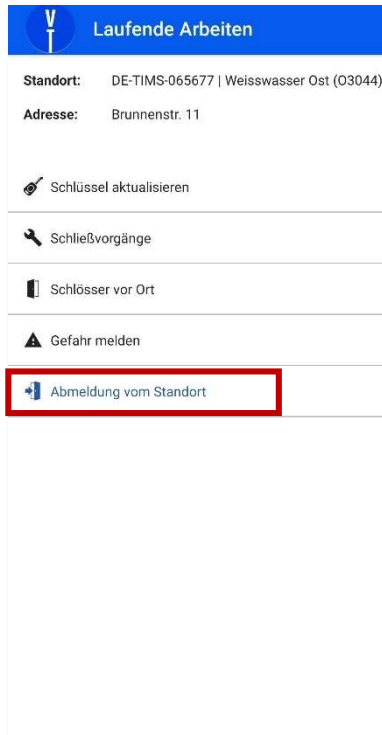 V
T
Laufende Arbeiten
Standort: DE-TIMS-065677 | Weisswasser Ost (O3044)
Adresse: Brunnenstr. 11
Schlüssel aktualisieren
Schließvorgänge
Schlösser vor Ort
Gefahr melden
Abmeldung vom Standort